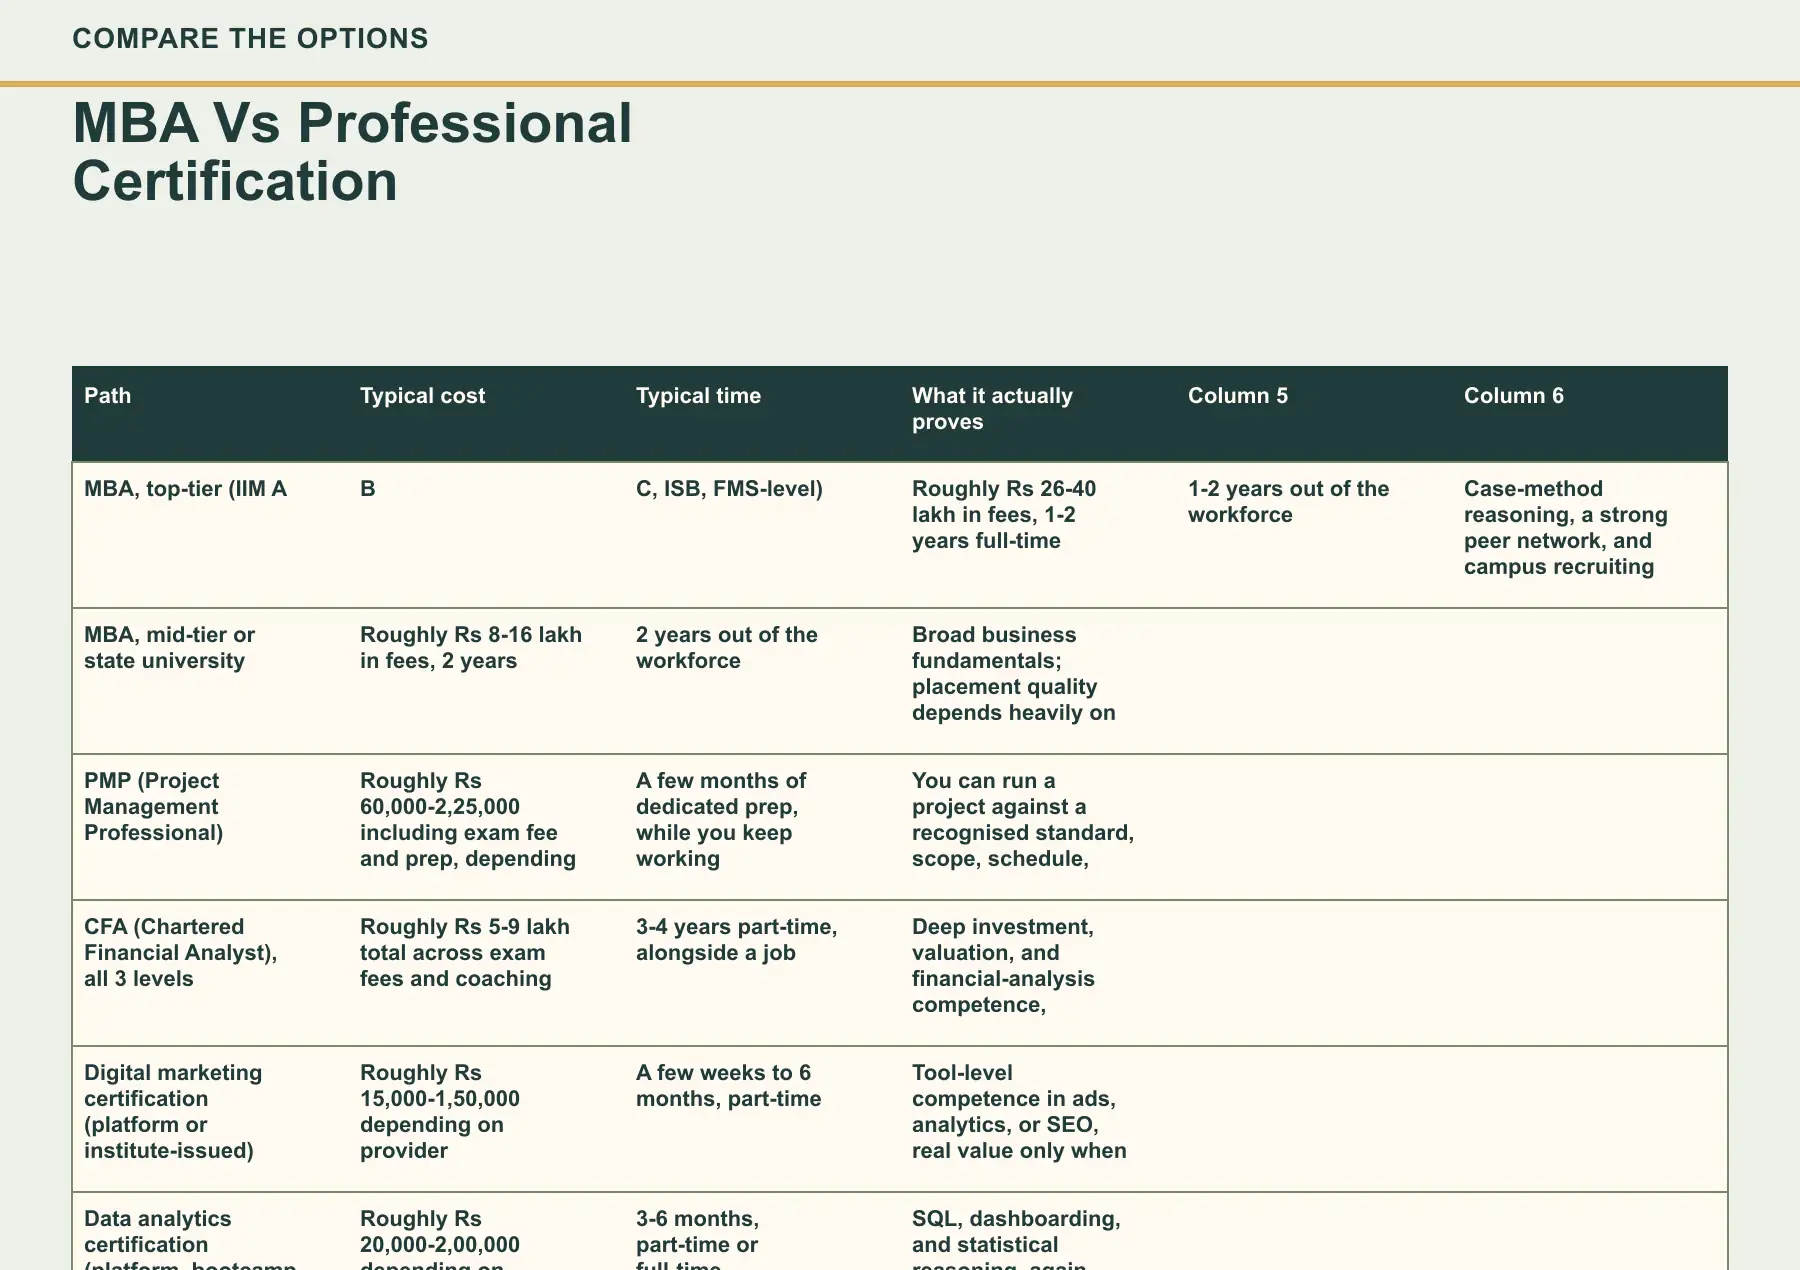 COMPARE THE OPTIONS
MBA Vs Professional
Certification
Path
Typical cost
Typical time
What it actually
proves
Column 5
Column 6
MBA, top-tier (IIM A
B
C, ISB, FMS-level)
Roughly Rs 26-40
lakh in fees, 1-2
years full-time
1-2 years out of the
workforce
Case-method
reasoning, a strong
peer network, and
campus recruiting
MBA, mid-tier or
state university
Roughly Rs 8-16 lakh
in fees, 2 years
2 years out of the
workforce
Broad business
fundamentals;
placement quality
depends heavily on
PMP (Project
Management
Professional)
Roughly Rs
60,000-2,25,000
including exam fee
and prep, depending
A few months of
dedicated prep,
while you keep
working
You can run a
project against a
recognised standard,
scope, schedule,
CFA (Chartered
Financial Analyst),
all 3 levels
Roughly Rs 5-9 lakh
total across exam
fees and coaching
3-4 years part-time,
alongside a job
Deep investment,
valuation, and
financial-analysis
competence,
Digital marketing
certification
(platform or
institute-issued)
Roughly Rs
15,000-1,50,000
depending on
provider
A few weeks to 6
months, part-time
Tool-level
competence in ads,
analytics, or SEO,
real value only when
Data analytics
certification
(platform, bootcamp
Roughly Rs
20,000-2,00,000
depending on
3-6 months,
part-time or
full-time
SQL, dashboarding,
and statistical
reasoning, again